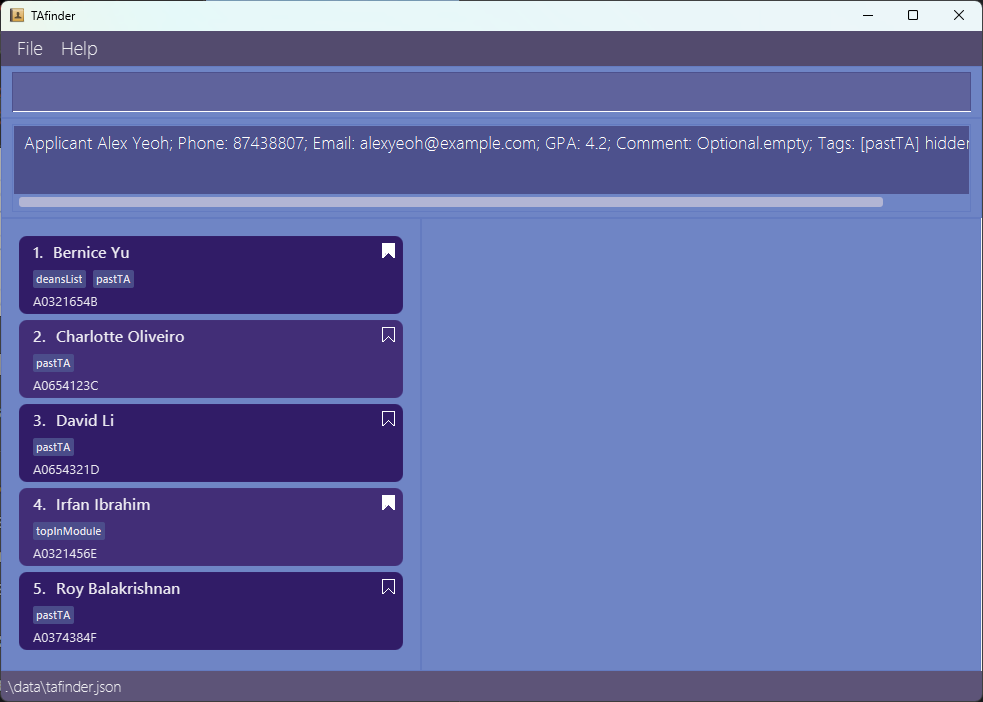 TAfinder
File Help
Applicant Alex Yeoh; Phone: 87438807; Email: alexyeoh@example.com; GPA: 4.2; Comment: Optional.empty; Tags: [pastTA]
1. Bernice Yu
deansList pastTA
A0321654B
2. Charlotte Oliveiro
pastTA
A0654123C
3. David Li
pastTA
A0654321D
4. Irfan Ibrahim
topInModule
A0321456E
5. Roy Balakrishnan
pastTA
A0374384F
.\data\tafinder.json